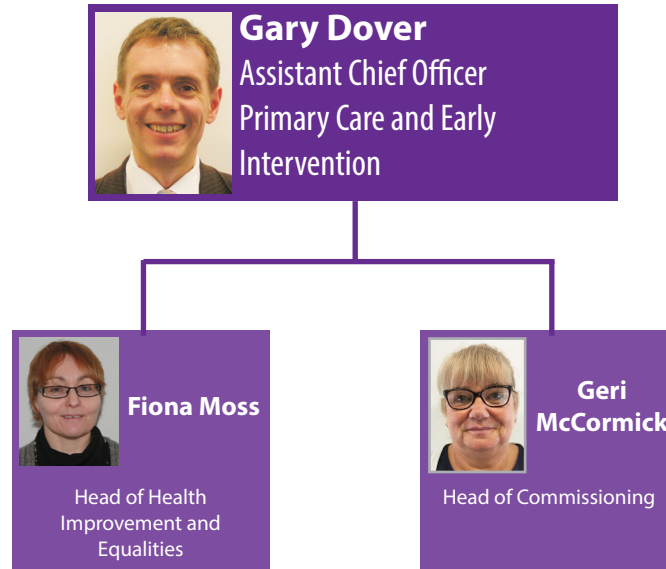 Gary Dover
Assistant Chief Officer
Primary Care and Early
Intervention
Fiona Moss
Head of Health
Improvement and
Equalities
Geri
McCormick
Head of Commissioning